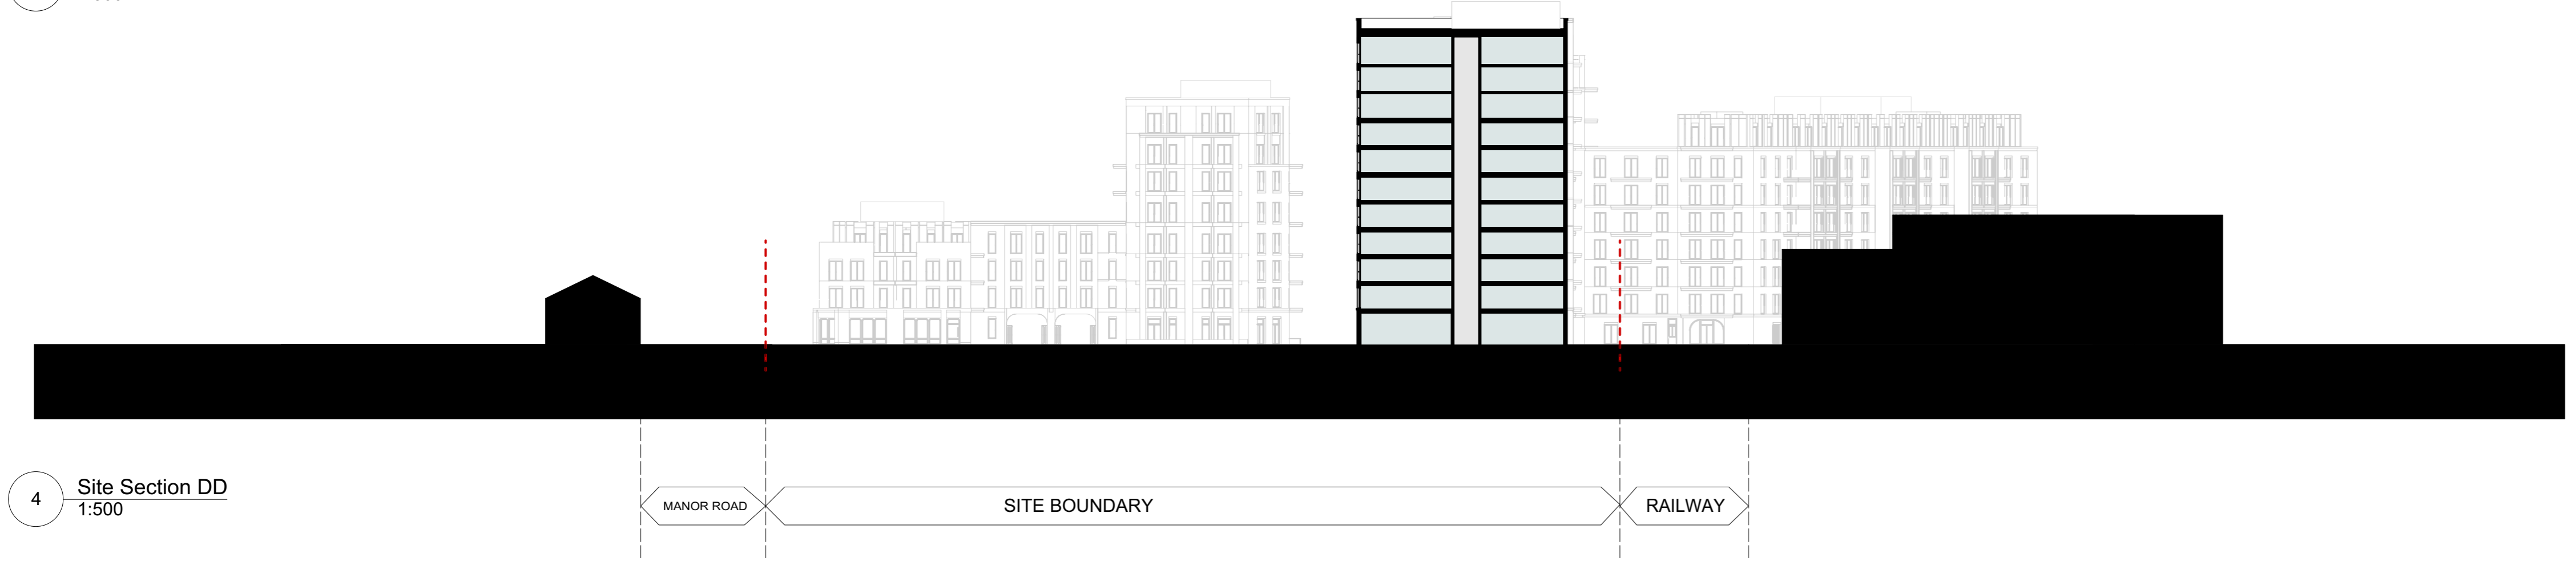 4
Site Section DD
1:500
MANOR ROAD
SITE BOUNDARY
RAILWAY